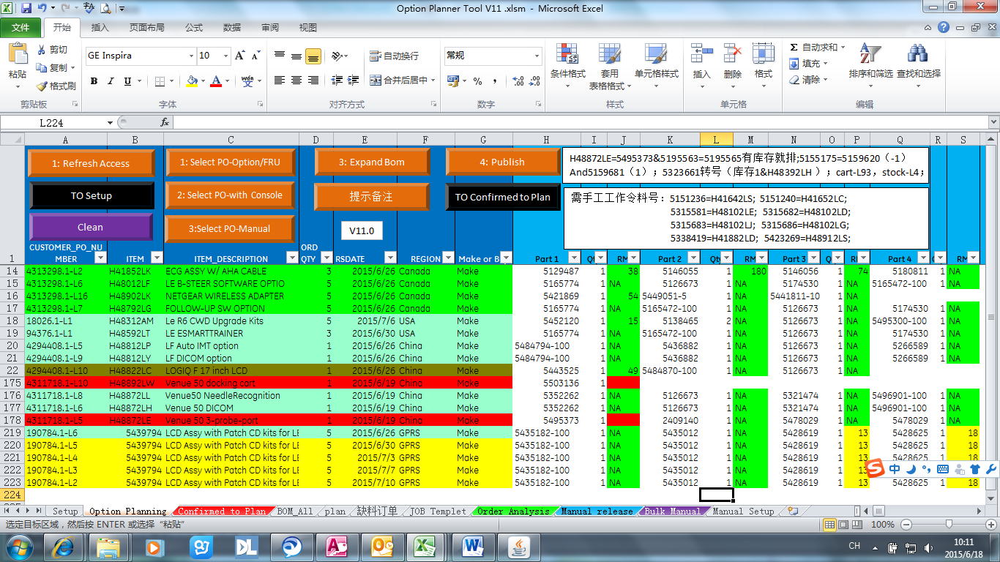 Option Planner Tool V11 .xlsm - Microsoft Excel
文件 开始 插入 页面布局 公式 数据 审阅 视图
粘贴 剪切 复制 格式刷 剪贴板
GE Inspira 10 B I U A A A wén 字体
自动换行 合并后居中 对齐方式
常规 % , 数字
条件格式 套用 表格格式 单元格样式 样式
插入 删除 格式 单元格
Σ 自动求和 填充 清除 排序和筛选 查找和选择 编辑
L224 fx
A B C D E F G H I J K L M N O P Q R S
1: Refresh Access 1: Select PO-Option/FRU 3: Expand Bom 4: Publish
TO Setup 2: Select PO-with Console 提示备注 TO Confirmed to Plan
Clean 3:Select PO-Manual V11.0
H48872LE=5495373&5195563=5195565有库存就排;5155175=5159620（-1）
And5159681（1）；5323661转号（库存1&H48392LH ）；cart-L93，stock-L4；
需手工工作令料号：5151236=H41642LS; 5151240=H41652LC;
5315581=H48102LE; 5315682=H48102LD;
5315683=H48102LJ; 5315686=H48102LG;
5338419=H41882LD; 5423269=H48912LS;
1 CUSTOMER_PO_NUMBER ITEM ITEM_DESCRIPTION ORD QTY RSDATE REGION Make or B Part 1 Qt RM Part 2 Qty RM Part 3 Q RI Part 4 RM
14 4313298.1-L2 H41852LK ECG ASSY W/ AHA CABLE 3 2015/6/26 Canada Make 5129487 1 38 5146055 1 180 5146056 1 74 5180811 1 NA
15 4313298.1-L6 H48012LF LE B-STEER SOFTWARE OPTIO 5 2015/6/26 Canada Make 5165774 1 NA 5126673 1 NA 5174530 1 NA 5165472-100 1 NA
16 4313298.1-L16 H48902LK NETGEAR WIRELESS ADAPTER 5 2015/6/26 Canada Make 5421869 1 54 5449051-5 1 NA 5441811-10 1 NA
17 4313298.1-L7 H48792LG FOLLOW-UP SW OPTION 5 2015/6/26 Canada Make 5165774 1 NA 5165472-100 1 NA 5126673 1 NA 5174530 1 NA
18 18026.1-L1 H48312AM Le R6 CWD Upgrade Kits 5 2015/7/6 USA Make 5452120 1 15 5138465 2 NA 5126673 1 NA 5495300-100 1 NA
19 94376.1-L1 H48592LT LE ESMARTTRAINER 3 2015/6/30 USA Make 5165774 1 NA 5165472-100 1 NA 5126673 1 NA 5174530 1 NA
20 4294408.1-L5 H48812LP LF Auto IMT option 1 2015/6/26 China Make 5484794-100 1 NA 5436882 1 NA 5126673 1 NA 5266589 1 NA
21 4294408.1-L9 H48812LY LF DICOM option 1 2015/6/26 China Make 5484794-100 1 NA 5436882 1 NA 5126673 1 NA 5266589 1 NA
22 4294408.1-L10 H48822LC LOGIQ F 17 inch LCD 1 2015/6/26 China Make 5443525 1 49 5484870-100 1 NA 5126673 1 NA
175 4311718.1-L10 H48892LW Venue 50 docking cart 1 2015/6/19 China Make 5503136 1
176 4311718.1-L8 H48872LL Venue50 NeedleRecognition 1 2015/6/19 China Make 5352262 1 NA 5126673 1 NA 5321474 1 NA 5496901-100 1 NA
177 4311718.1-L6 H48872LH Venue 50 DICOM 1 2015/6/19 China Make 5352262 1 NA 5126673 1 NA 5321474 1 NA 5496901-100 1 NA
178 4311718.1-L5 H48872LE Venue 50 3-probe-port 1 2015/6/19 China Make 5495373 1 2409140 1 NA 5478029 1 NA 5478029 1 NA
219 190784.1-L6 5439794 LCD Assy with Patch CD kits for LE 5 2015/6/26 GPRS Make 5435182-100 1 NA 5435012 1 NA 5428619 1 13 5428625 1 18
220 190784.1-L5 5439794 LCD Assy with Patch CD kits for LE 5 2015/6/30 GPRS Make 5435182-100 1 NA 5435012 1 NA 5428619 1 13 5428625 1 18
221 190784.1-L4 5439794 LCD Assy with Patch CD kits for LE 5 2015/7/3 GPRS Make 5435182-100 1 NA 5435012 1 NA 5428619 1 13 5428625 1 18
222 190784.1-L3 5439794 LCD Assy with Patch CD kits for LE 5 2015/7/7 GPRS Make 5435182-100 1 NA 5435012 1 NA 5428619 1 13
223 190784.1-L2 5439794 LCD Assy with Patch CD kits for LE 5 2015/7/10 GPRS Make 5435182-100 1 NA 5435012 1 NA 5428619 1 13 5428625 1 18
224
S 中
Setup Option Planning Confirmed to Plan BOM_All plan 缺料订单 JOB Templet Order Analysis Manual release Bulk Manual Manual Setup
选定目标区域，然后按 ENTER 或选择“粘贴” 100%
DL CH 10:11
2015/6/18